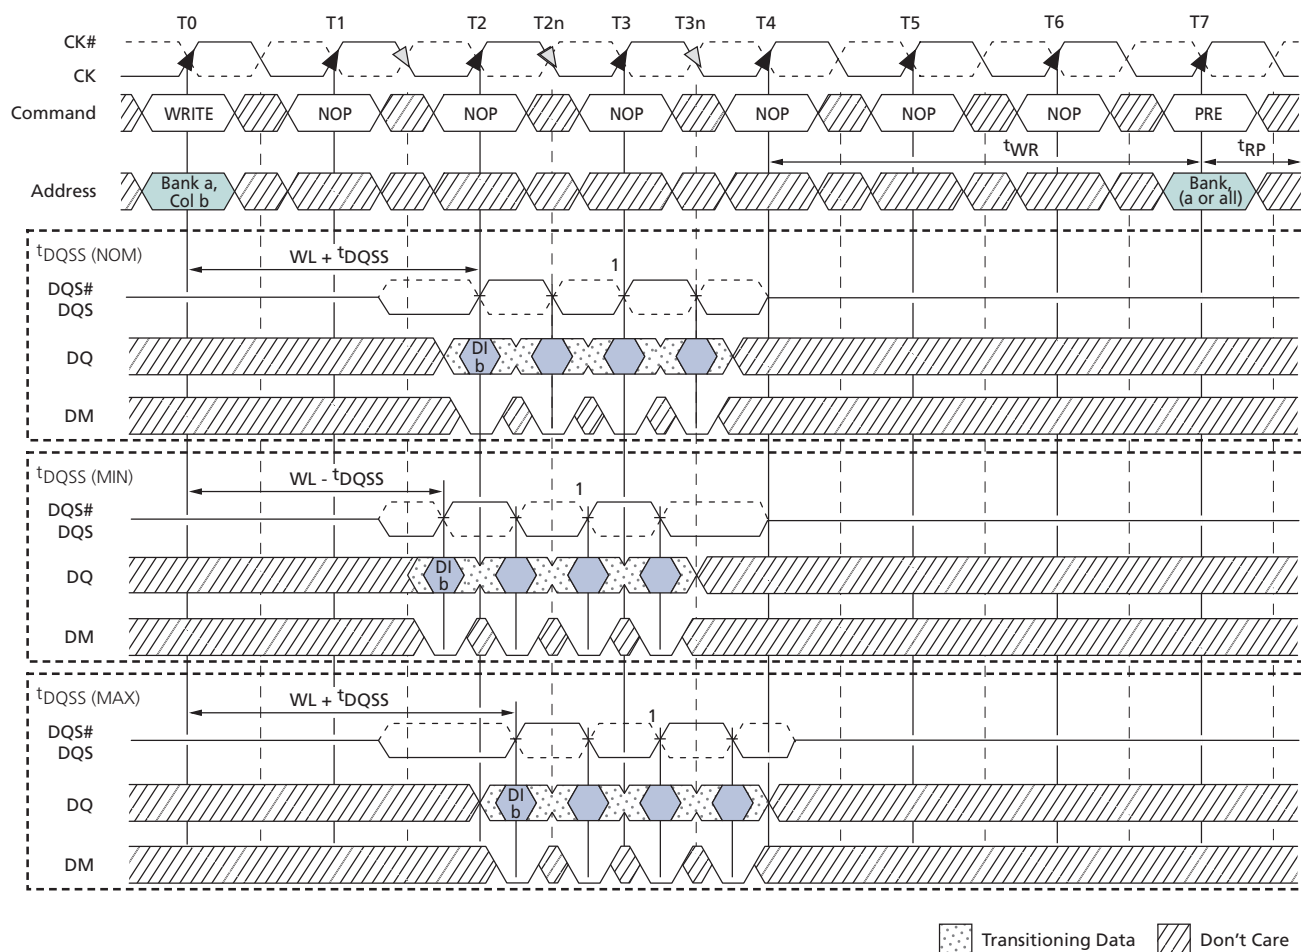 T0 T1 T2 T2n T3 T3n T4 T5 T6 T7
CK#
CK
Command WRITE NOP NOP NOP NOP NOP NOP PRE
tWR tRP
Address Bank a, Col b Bank, (a or all)
tDQSS (NOM)
WL + tDQSS
1
DQS#
DQS
DQ DI b
DM
tDQSS (MIN)
WL - tDQSS
1
DQS#
DQS
DQ DI b
DM
tDQSS (MAX)
WL + tDQSS
1
DQS#
DQS
DQ DI b
DM
Transitioning Data Don't Care